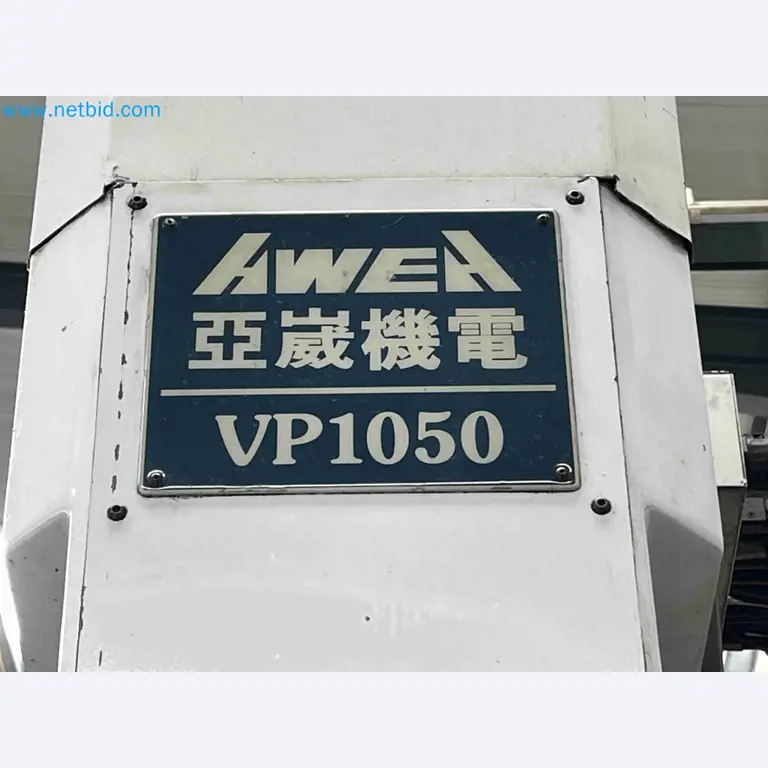 www.netbid.com
AWEA
亞崴機電
VP1050